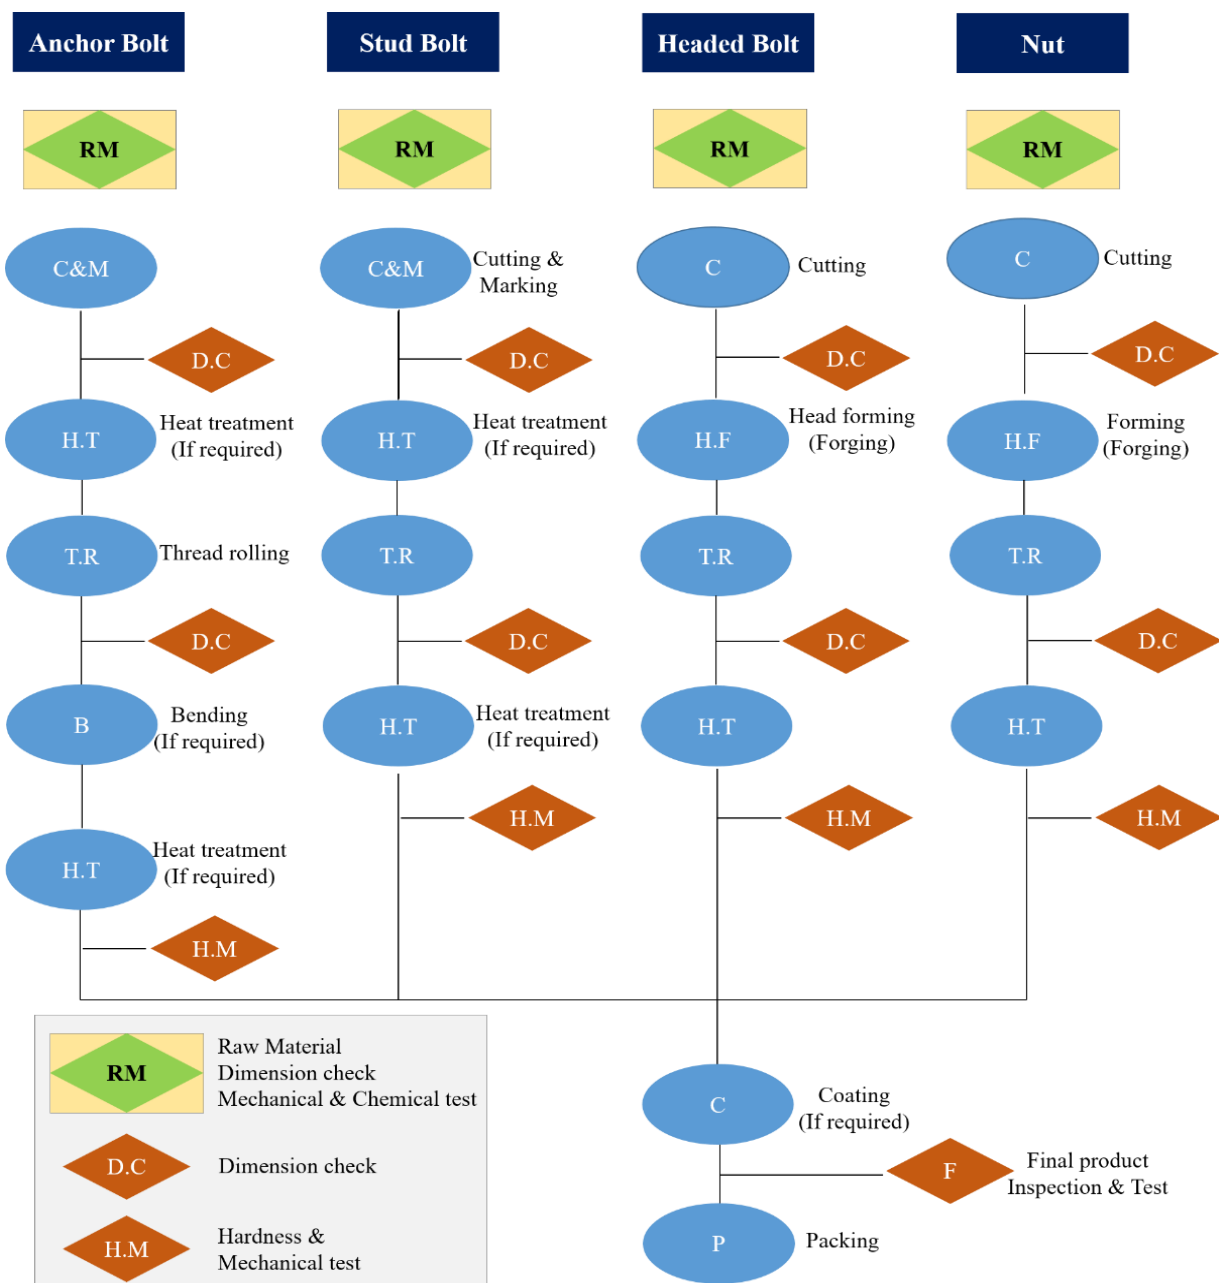 Anchor Bolt
Stud Bolt
Headed Bolt
Nut
RM
RM
RM
RM
C&M
C&M
Cutting &
Marking
C
Cutting
C
Cutting
D.C
D.C
D.C
D.C
H.T
Heat treatment
(If required)
H.T
Heat treatment
(If required)
H.F
Head forming
(Forging)
H.F
Forming
(Forging)
T.R
Thread rolling
T.R
T.R
T.R
D.C
D.C
D.C
D.C
B
Bending
(If required)
H.T
Heat treatment
(If required)
H.T
H.T
H.M
H.M
H.M
H.T
Heat treatment
(If required)
H.M
RM
Raw Material
Dimension check
Mechanical & Chemical test
D.C
Dimension check
H.M
Hardness &
Mechanical test
C
Coating
(If required)
F
Final product
Inspection & Test
P
Packing